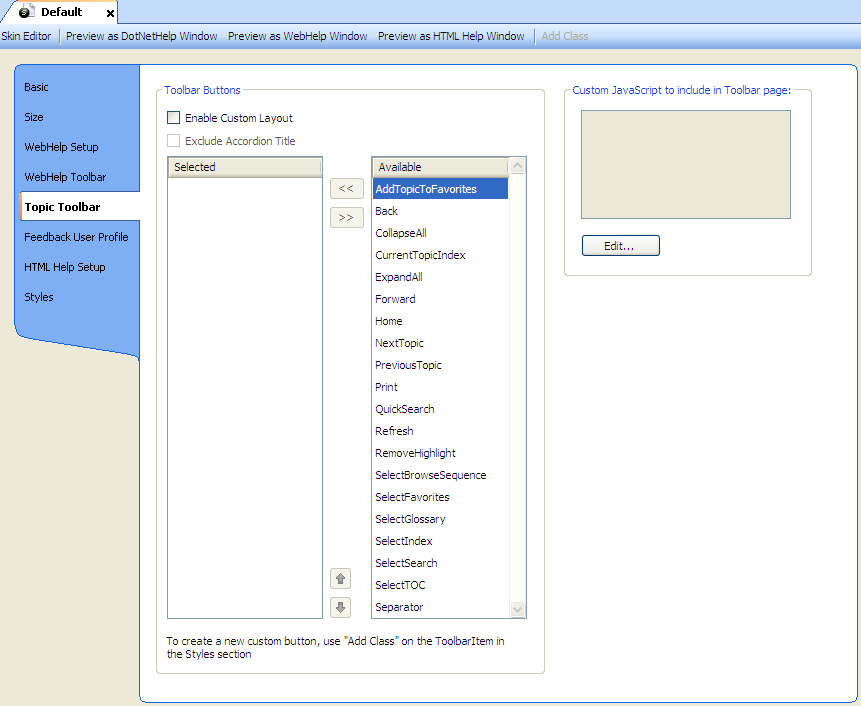 Default
Skin Editor Preview as DotNetHelp Window Preview as WebHelp Window Preview as HTML Help Window Add Class
Basic
Size
WebHelp Setup
WebHelp Toolbar
Topic Toolbar
Feedback User Profile
HTML Help Setup
Styles
Toolbar Buttons
Enable Custom Layout
Exclude Accordion Title
Selected
<<
>>
Available
AddTopicToFavorites
Back
CollapseAll
CurrentTopicIndex
ExpandAll
Forward
Home
NextTopic
PreviousTopic
Print
QuickSearch
Refresh
RemoveHighlight
SelectBrowseSequence
SelectFavorites
SelectGlossary
SelectIndex
SelectSearch
SelectTOC
Separator
To create a new custom button, use "Add Class" on the ToolbarItem in
the Styles section
Custom JavaScript to include in Toolbar page:
Edit...